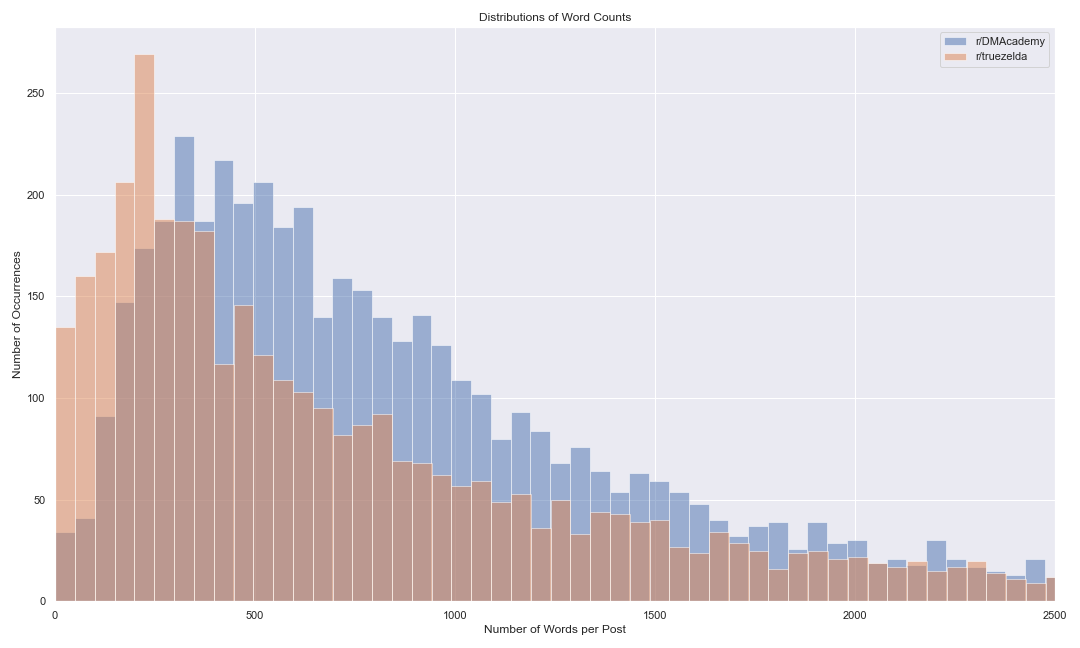 Distributions of Word Counts
r/DMAcademy
r/truezelda
250
200
150
100
50
0
Number of Occurrences
0 500 1000 1500 2000 2500
Number of Words per Post